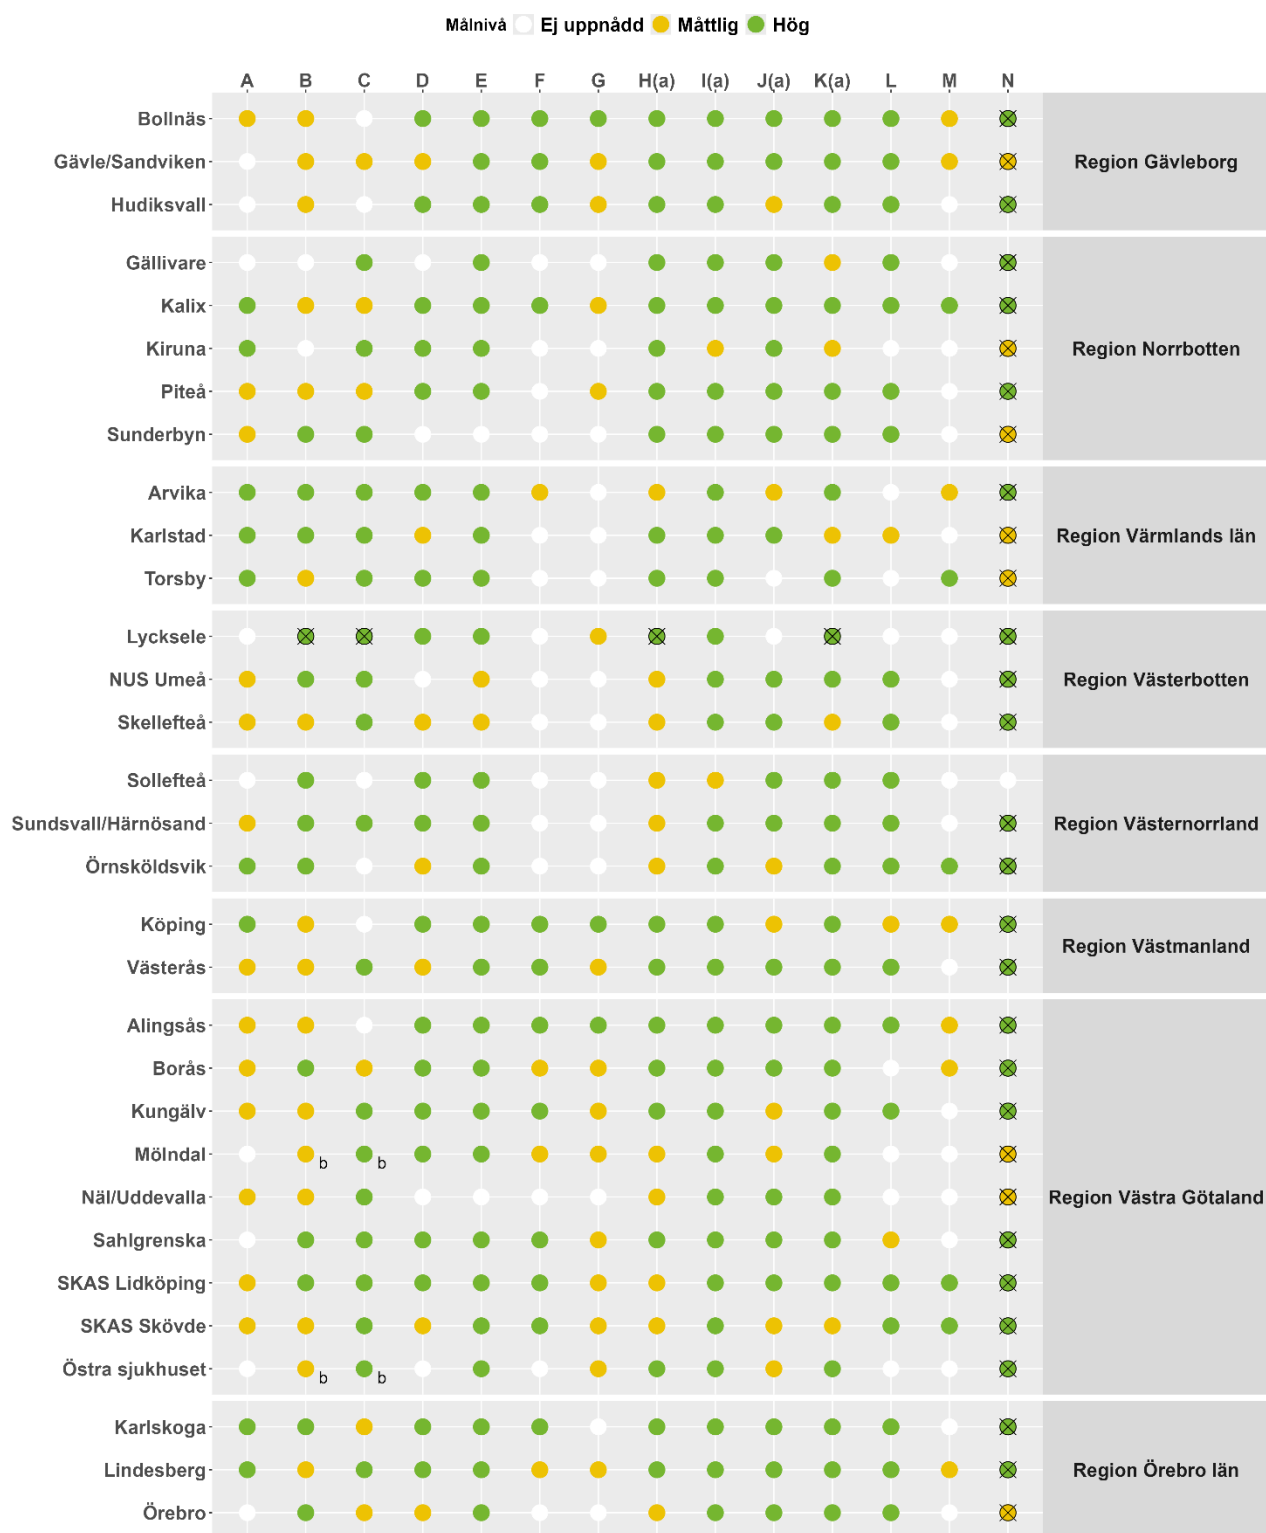 Målnivå Ej uppnådd Måttlig Hög
A B C D E F G H(a) I(a) J(a) K(a) L M N
Bollnäs
Gävle/Sandviken
Region Gävleborg
Hudiksvall
Gällivare
Kalix
Kiruna
Region Norrbotten
Piteå
Sunderbyn
Arvika
Karlstad
Region Värmlands län
Torsby
Lycksele
NUS Umeå
Region Västerbotten
Skellefteå
Sollefteå
Sundsvall/Härnösand
Region Västernorrland
Örnsköldsvik
Köping
Region Västmanland
Västerås
Alingsås
Borås
Kungälv
Mölndal
b b
Näl/Uddevalla
Region Västra Götaland
Sahlgrenska
SKAS Lidköping
SKAS Skövde
Östra sjukhuset
b b
Karlskoga
Lindesberg
Region Örebro län
Örebro